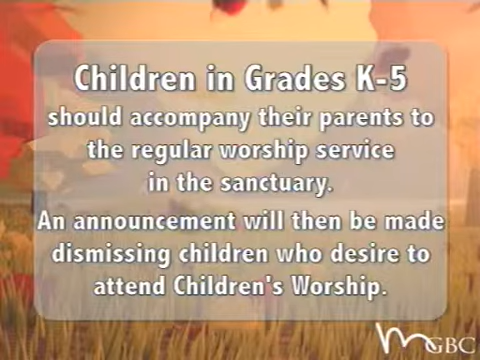 Children in Grades K-5
should accompany their parents to
the regular worship service
in the sanctuary.
An announcement will then be made
dismissing children who desire to
attend Children's Worship.
GBC